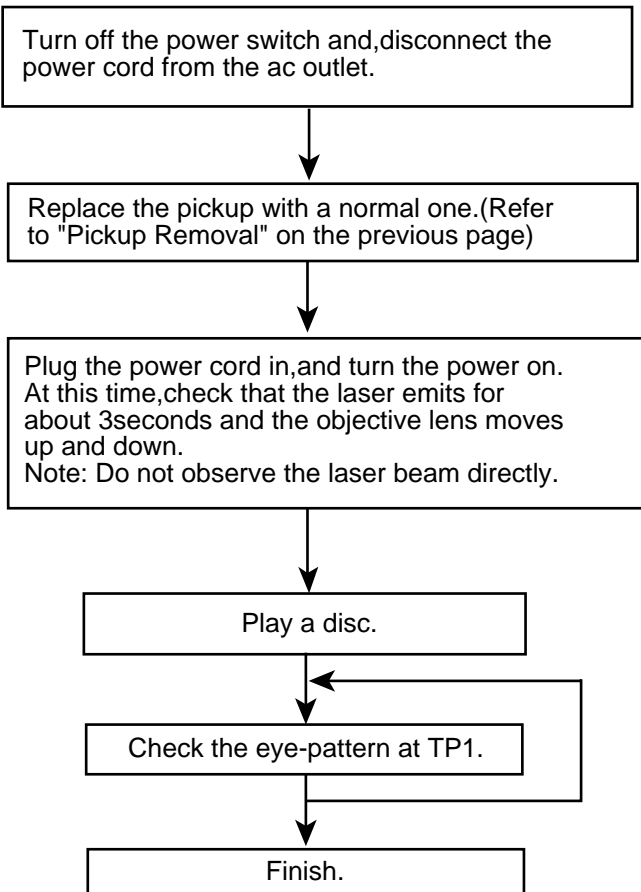 Turn off the power switch and,disconnect the
power cord from the ac outlet.
Replace the pickup with a normal one.(Refer
to "Pickup Removal" on the previous page)
Plug the power cord in,and turn the power on.
At this time,check that the laser emits for
about 3seconds and the objective lens moves
up and down.
Note: Do not observe the laser beam directly.
Play a disc.
Check the eye-pattern at TP1.
Finish.